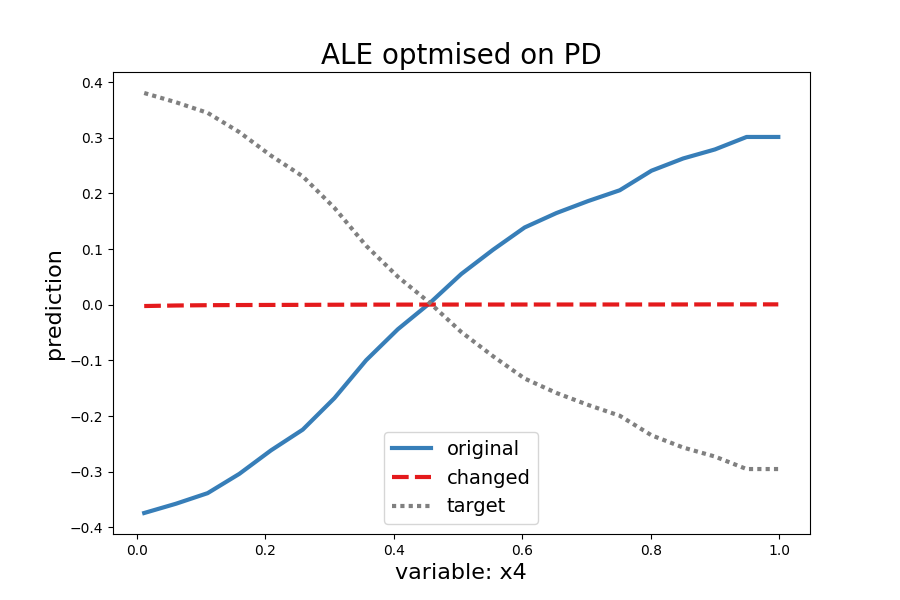 ALE optmised on PD
prediction
0.4
0.3
0.2
0.1
0.0
−0.1
−0.2
−0.3
−0.4
original
changed
target
0.0 0.2 0.4 0.6 0.8 1.0
variable: x4